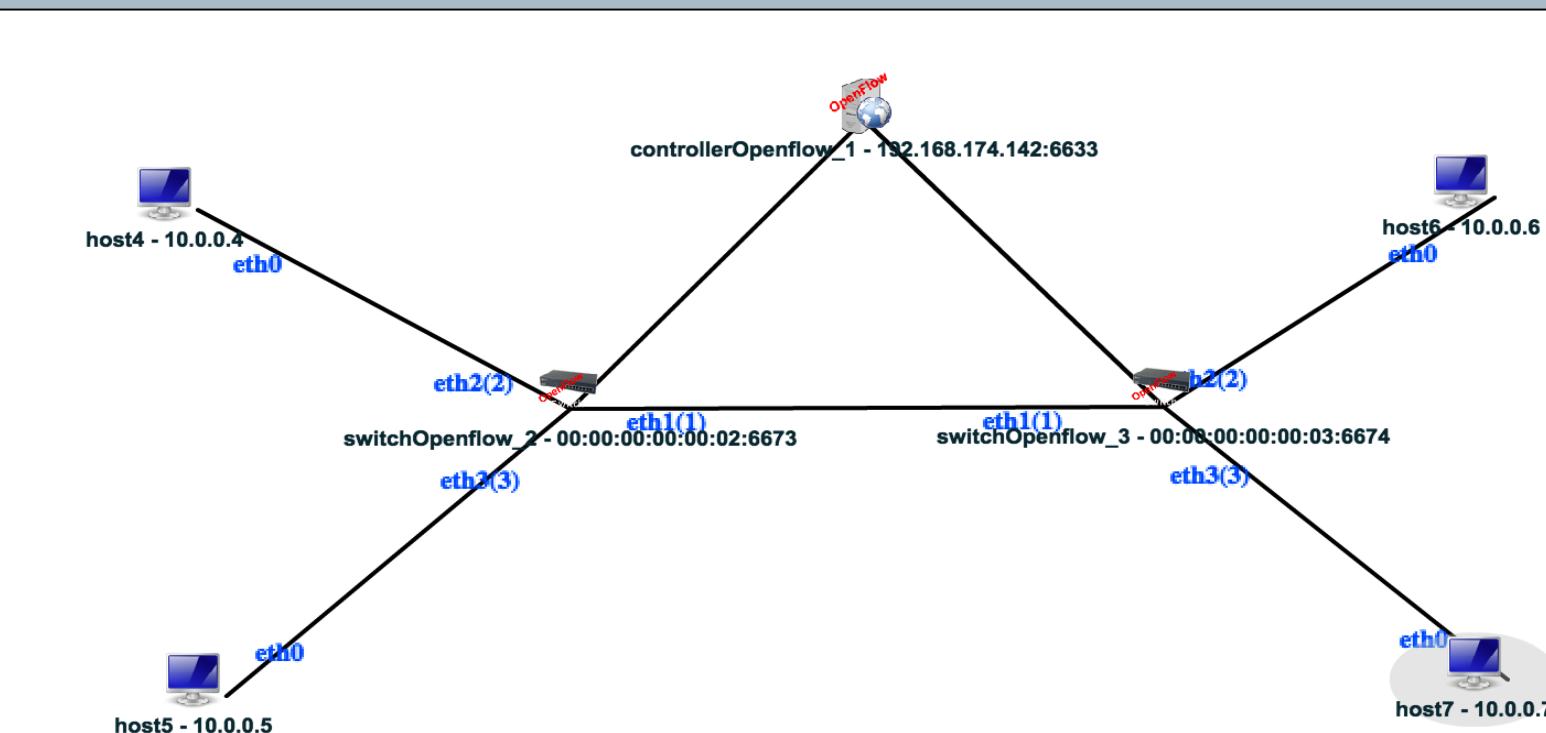 OpenFlow
controllerOpenflow_1 - 192.168.174.142:6633
host4 - 10.0.0.4
eth0
host6 - 10.0.0.6
eth0
eth2(2)
OpenFlow
h2(2)
OpenFlow
eth1(1)
eth1(1)
switchOpenflow_2 - 00:00:00:00:00:02:6673
switchOpenflow_3 - 00:00:00:00:00:03:6674
eth3(3)
eth3(3)
eth0
eth0
host5 - 10.0.0.5
host7 - 10.0.0.7